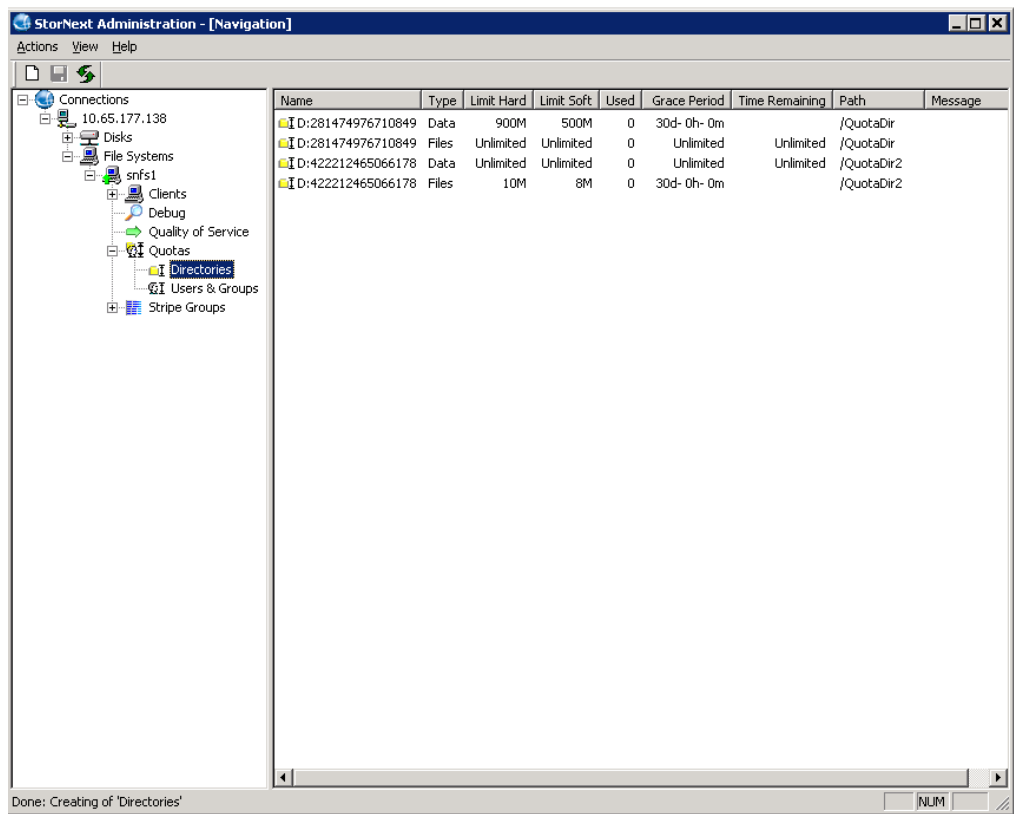 StorNext Administration - [Navigation]
Actions View Help
Connections
10.65.177.138
Disks
File Systems
snfs1
Clients
Debug
Quality of Service
Quotas
Directories
Users & Groups
Stripe Groups
Name Type Limit Hard Limit Soft Used Grace Period Time Remaining Path Message
D:281474976710849 Data 900M 500M 0 30d- 0h- 0m /QuotaDir
D:281474976710849 Files Unlimited Unlimited 0 Unlimited Unlimited /QuotaDir
D:422212465066178 Data Unlimited Unlimited 0 Unlimited Unlimited /QuotaDir2
D:422212465066178 Files 10M 8M 0 30d- 0h- 0m /QuotaDir2
Done: Creating of 'Directories'
NUM